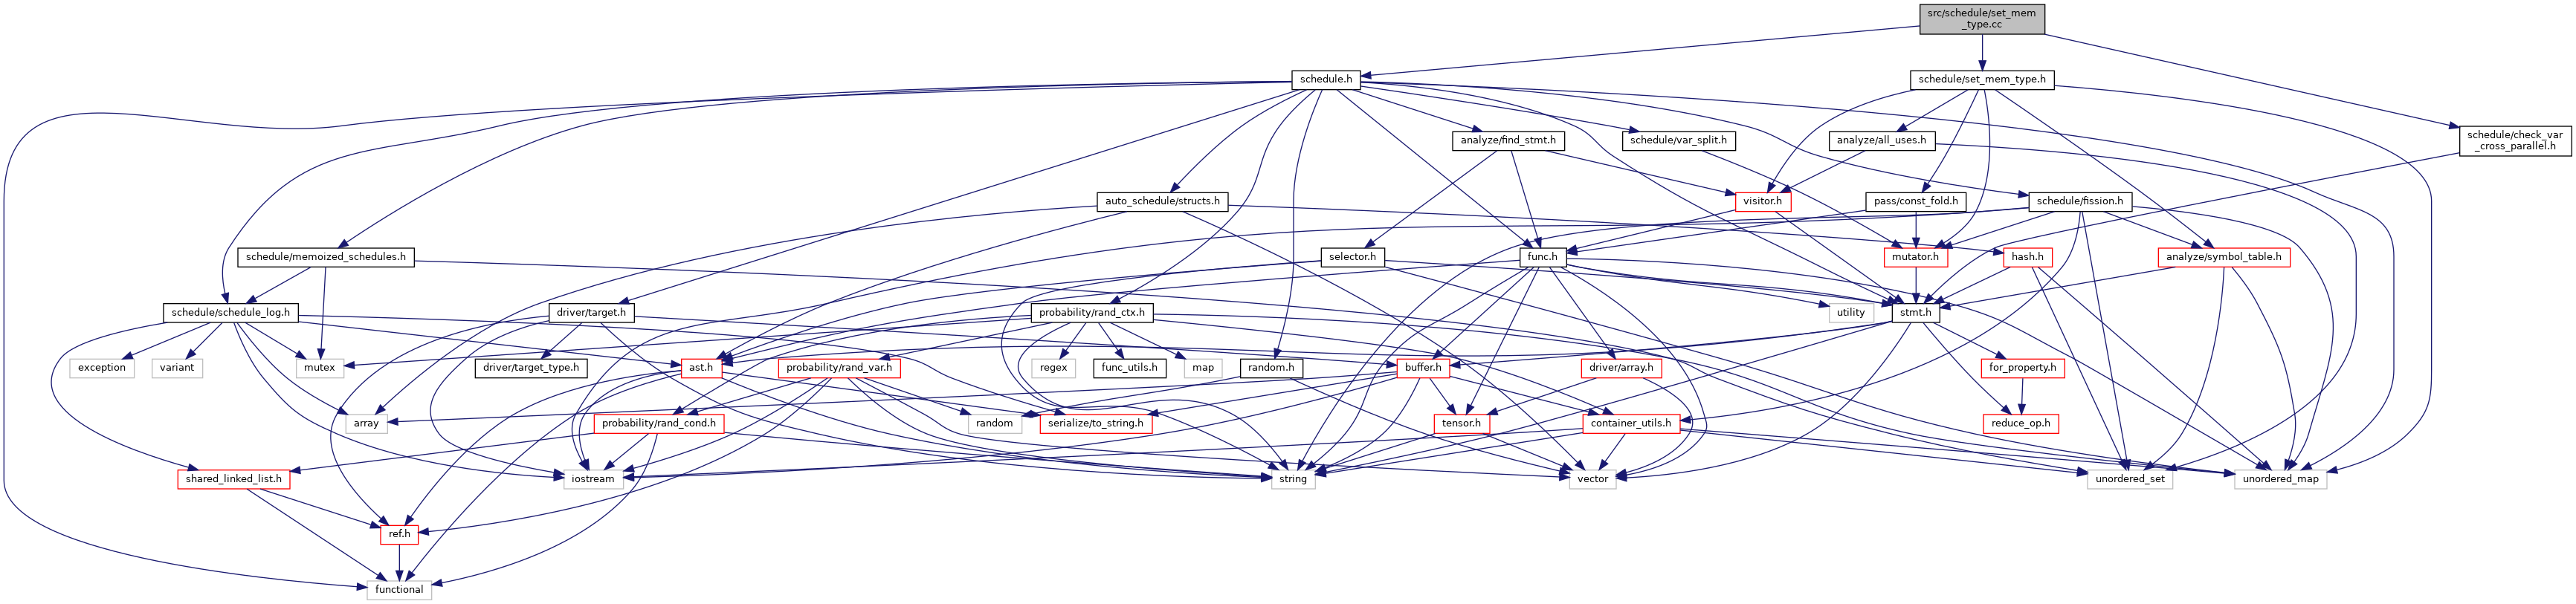 src/schedule/set_mem
_type.cc
schedule.h
schedule/set_mem_type.h
analyze/find_stmt.h
schedule/var_split.h
analyze/all_uses.h
schedule/check_var
_cross_parallel.h
auto_schedule/structs.h
visitor.h
pass/const_fold.h
schedule/fission.h
schedule/memoized_schedules.h
selector.h
func.h
mutator.h
hash.h
analyze/symbol_table.h
schedule/schedule_log.h
driver/target.h
probability/rand_ctx.h
utility
stmt.h
exception
variant
mutex
driver/target_type.h
ast.h
probability/rand_var.h
regex
func_utils.h
map
random.h
buffer.h
driver/array.h
for_property.h
array
probability/rand_cond.h
random
serialize/to_string.h
tensor.h
container_utils.h
reduce_op.h
shared_linked_list.h
iostream
string
vector
unordered_set
unordered_map
ref.h
functional